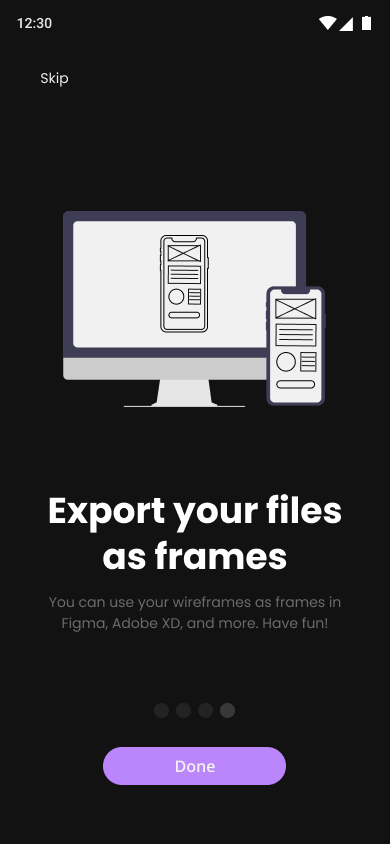 12:30
Skip
Export your files
as frames
You can use your wireframes as frames in
Figma, Adobe XD, and more. Have fun!
Done